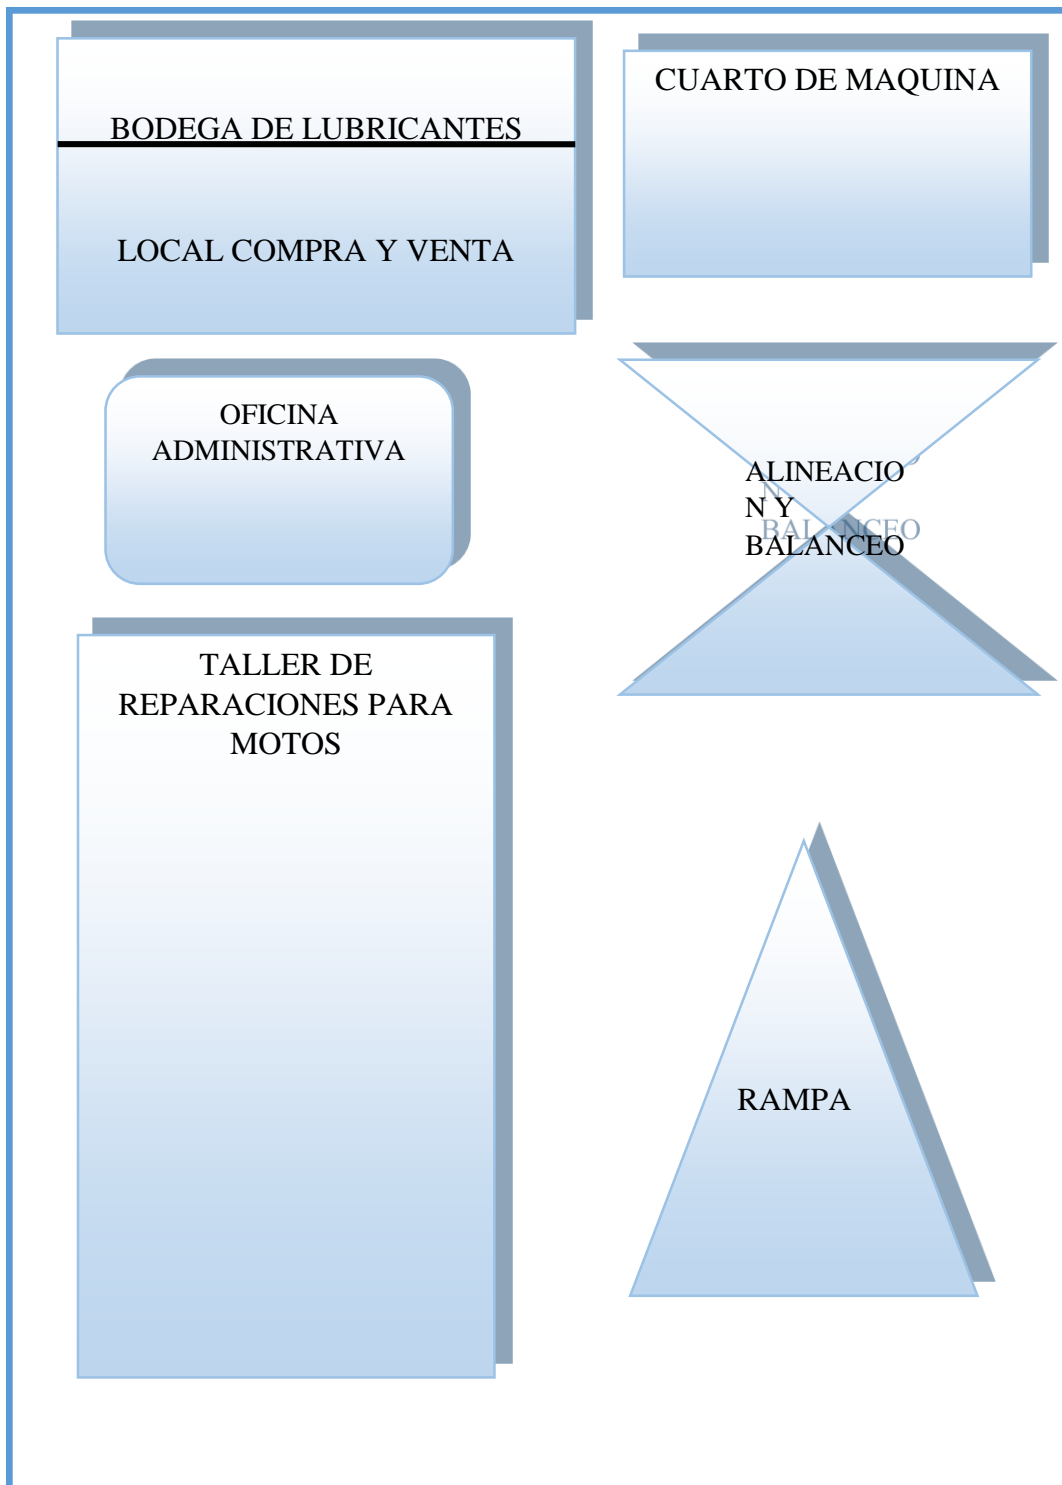 BODEGA DE LUBRICANTES
LOCAL COMPRA Y VENTA
CUARTO DE MAQUINA
OFICINA
ADMINISTRATIVA
ALINEACIO
N Y
BALANCEO
TALLER DE
REPARACIONES PARA
MOTOS
RAMPA